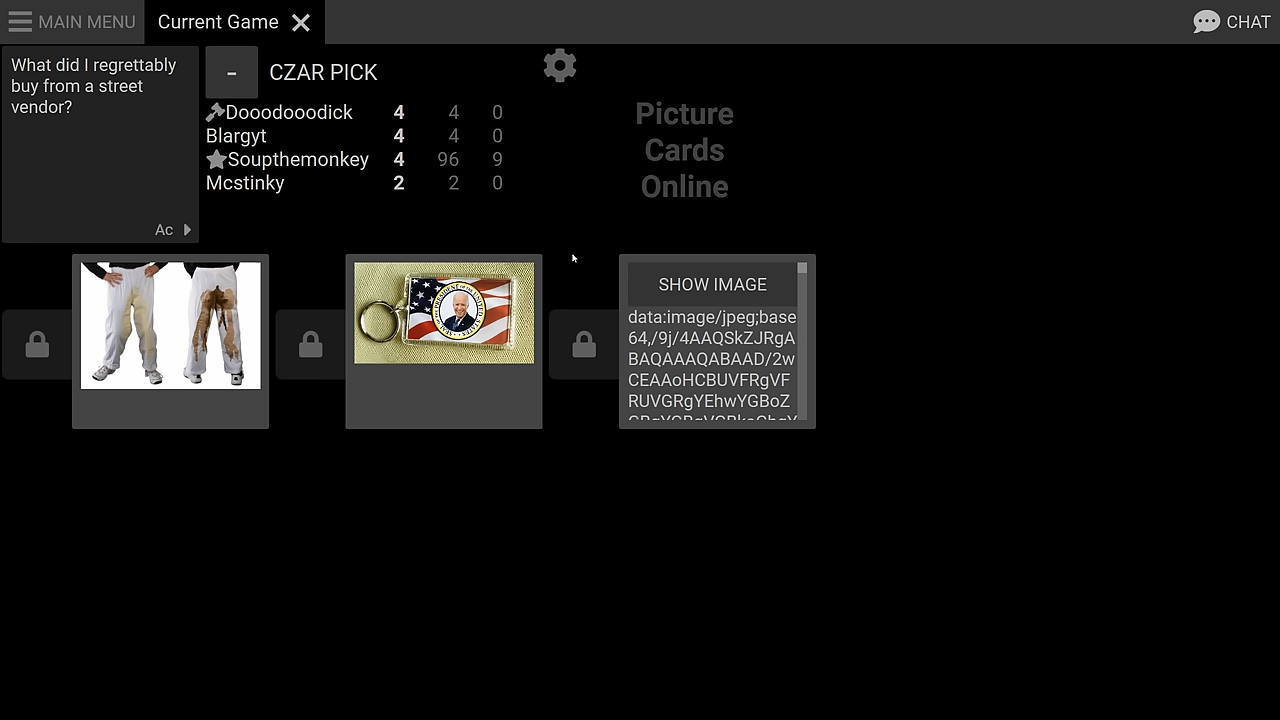 MAIN MENU
Current Game
CHAT
What did I regrettably
buy from a street
vendor?
Ac
-
CZAR PICK
Dooodooodick 4 4 0
Blargyt 4 4 0
Soupthemonkey 4 96 9
Mcstinky 2 2 0
Picture
Cards
Online
SHOW IMAGE
data:image/jpeg;base
64,/9j/4AAQSkZJRgA
BAQAAAQABAAD/2w
CEAAoHCBUVFRgVF
RUVGRgYEhwYGBoZ